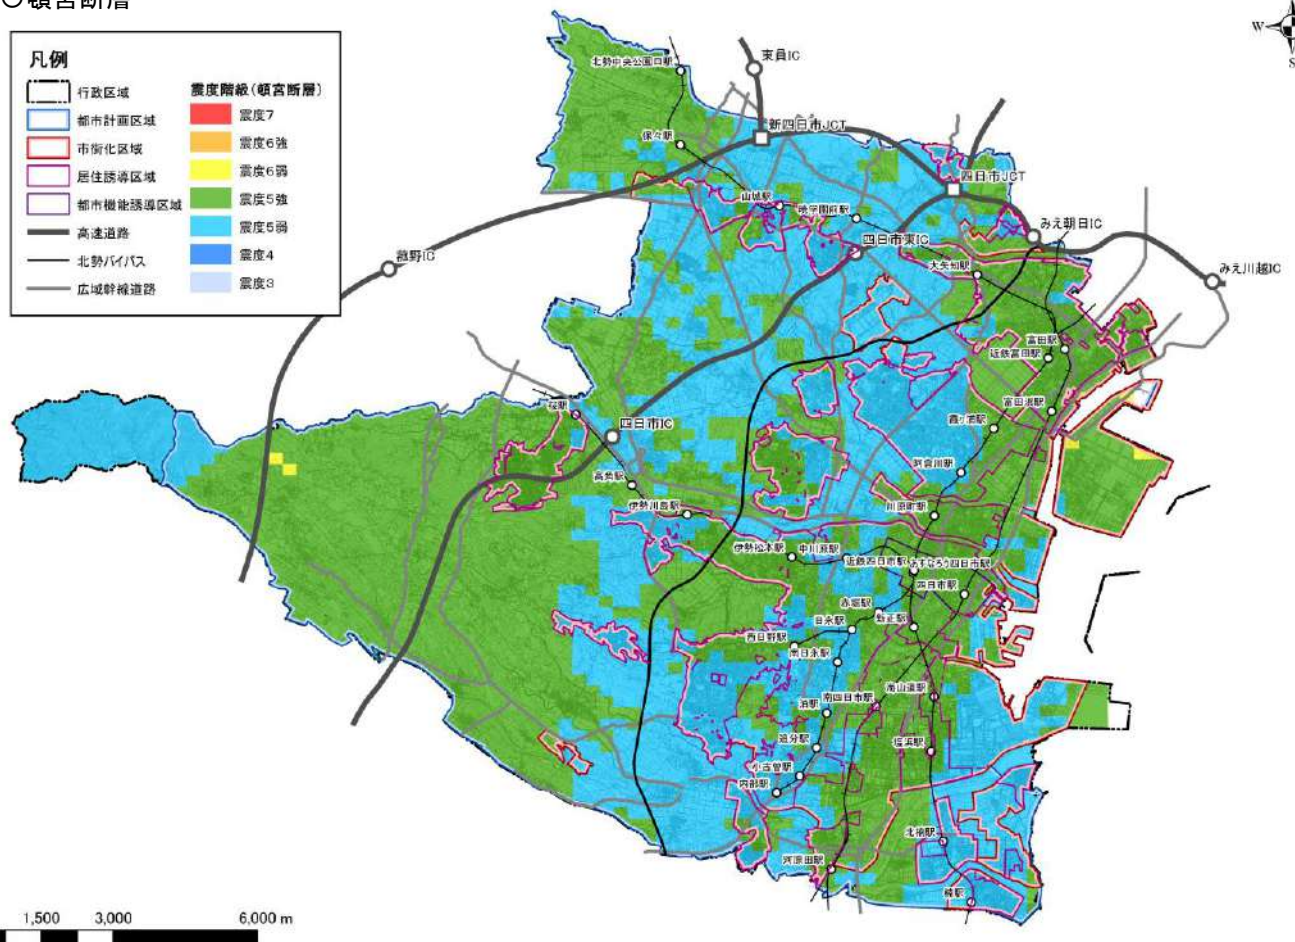 ○頓宮断層
凡例
行政区域
都市計画区域
市街化区域
居住誘導区域
都市機能誘導区域
高速道路
北勢バイパス
広域幹線道路
震度階級(頓宮断層)
震度7
震度6強
震度6弱
震度5強
震度5弱
震度4
震度3
W
S
北勢中央公園口駅
東員IC
新四日市JCT
保々駅
四日市JCT
山城駅
暁学園前駅
みえ朝日IC
四日市東IC
菰野IC
大矢知駅
みえ川越IC
富田駅
近鉄富田駅
富田浜駅
桜駅
四日市IC
霞ヶ浦駅
阿倉川駅
高角駅
伊勢川島駅
川原町駅
伊勢松本駅
中川原駅
近鉄四日市駅
あすなろう四日市駅
四日市駅
赤堀駅
新正駅
日永駅
西日野駅
南日永駅
海山道駅
南四日市駅
泊駅
追分駅
塩浜駅
小古曽駅
内部駅
北楠駅
河原田駅
楠駅
1,500
3,000
6,000 m